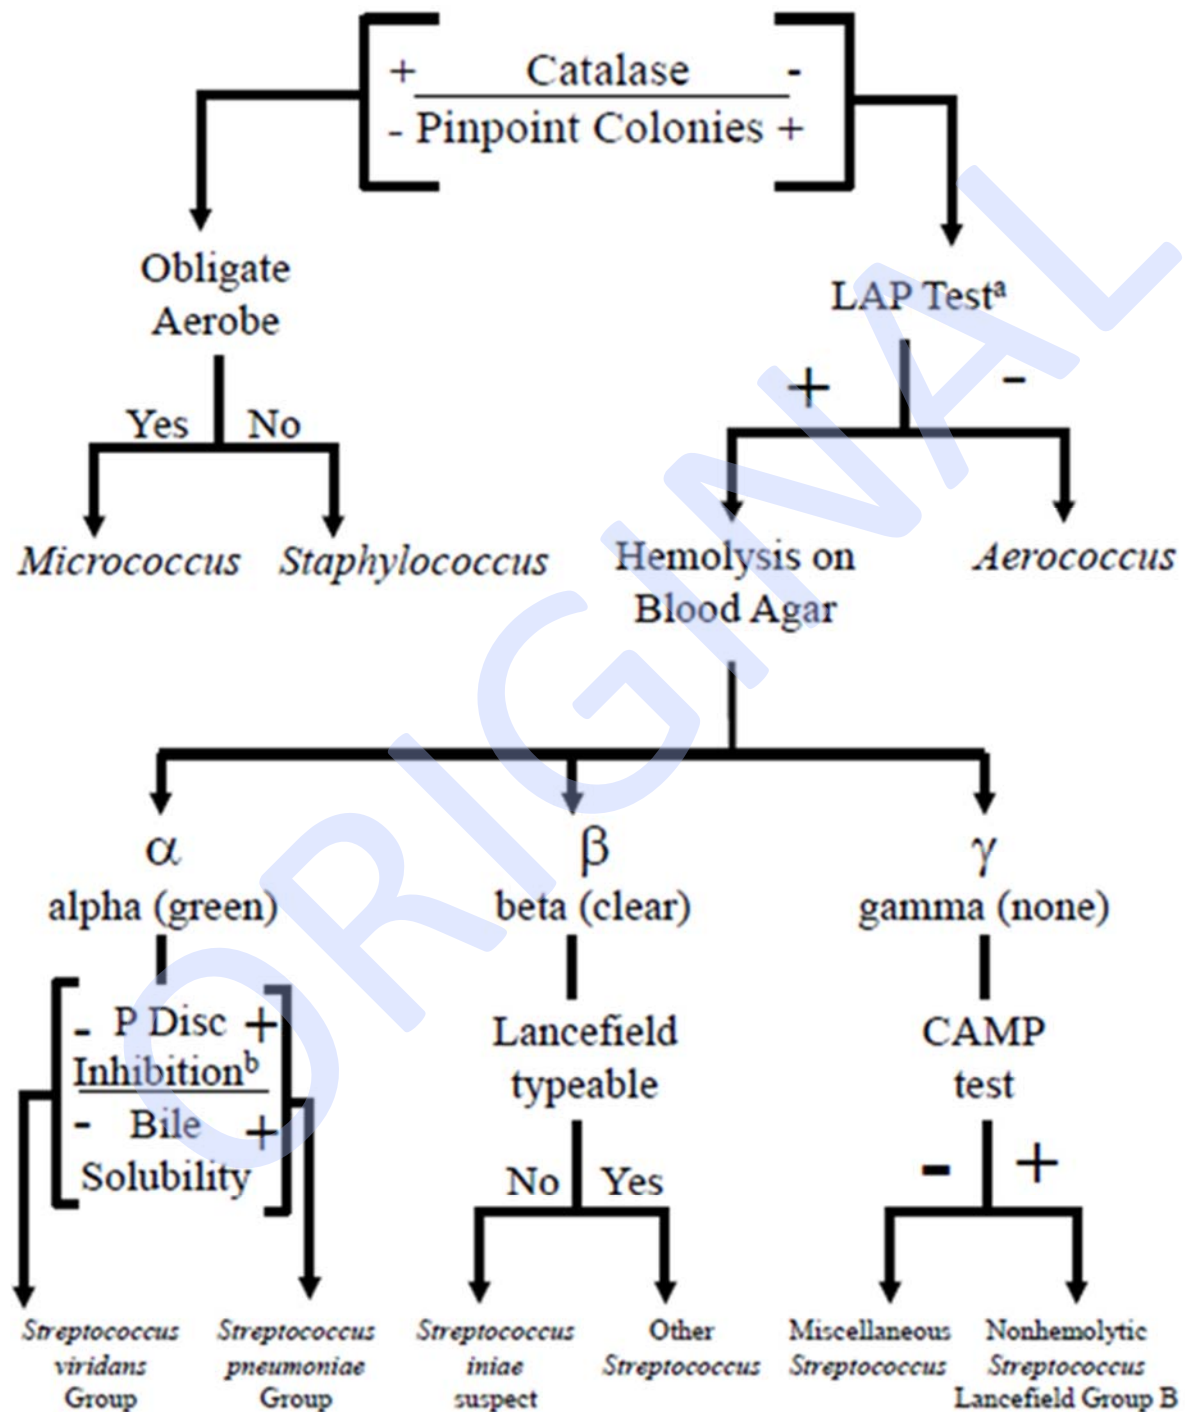 + Catalase -
- Pinpoint Colonies +
Obligate
Aerobe
LAP Testᵃ
+ -
Yes No
Micrococcus Staphylococcus
Hemolysis on
Blood Agar
Aerococcus
α β γ
alpha (green) beta (clear) gamma (none)
- P Disc +
Inhibitionᵇ
- Bile +
Solubility
Lancefield
typeable
CAMP
test
No Yes
- +
Streptococcus
viridans
Group
Streptococcus
pneumoniae
Group
Streptococcus
iniae
suspect
Other
Streptococcus
Miscellaneous
Streptococcus
Nonhemolytic
Streptococcus
Lancefield Group B
ORIGINAL